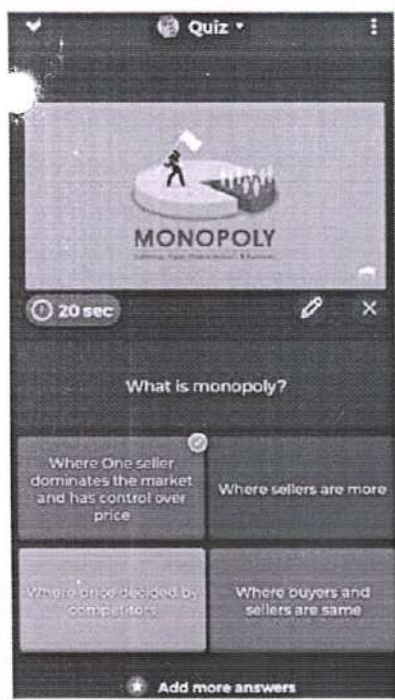 Quiz
MONOPOLY
20 sec
What is monopoly?
Where One seller
dominates the market
and has control over
price
Where sellers are more
Where price decided by
competitors
Where buyers and
sellers are same
Add more answers